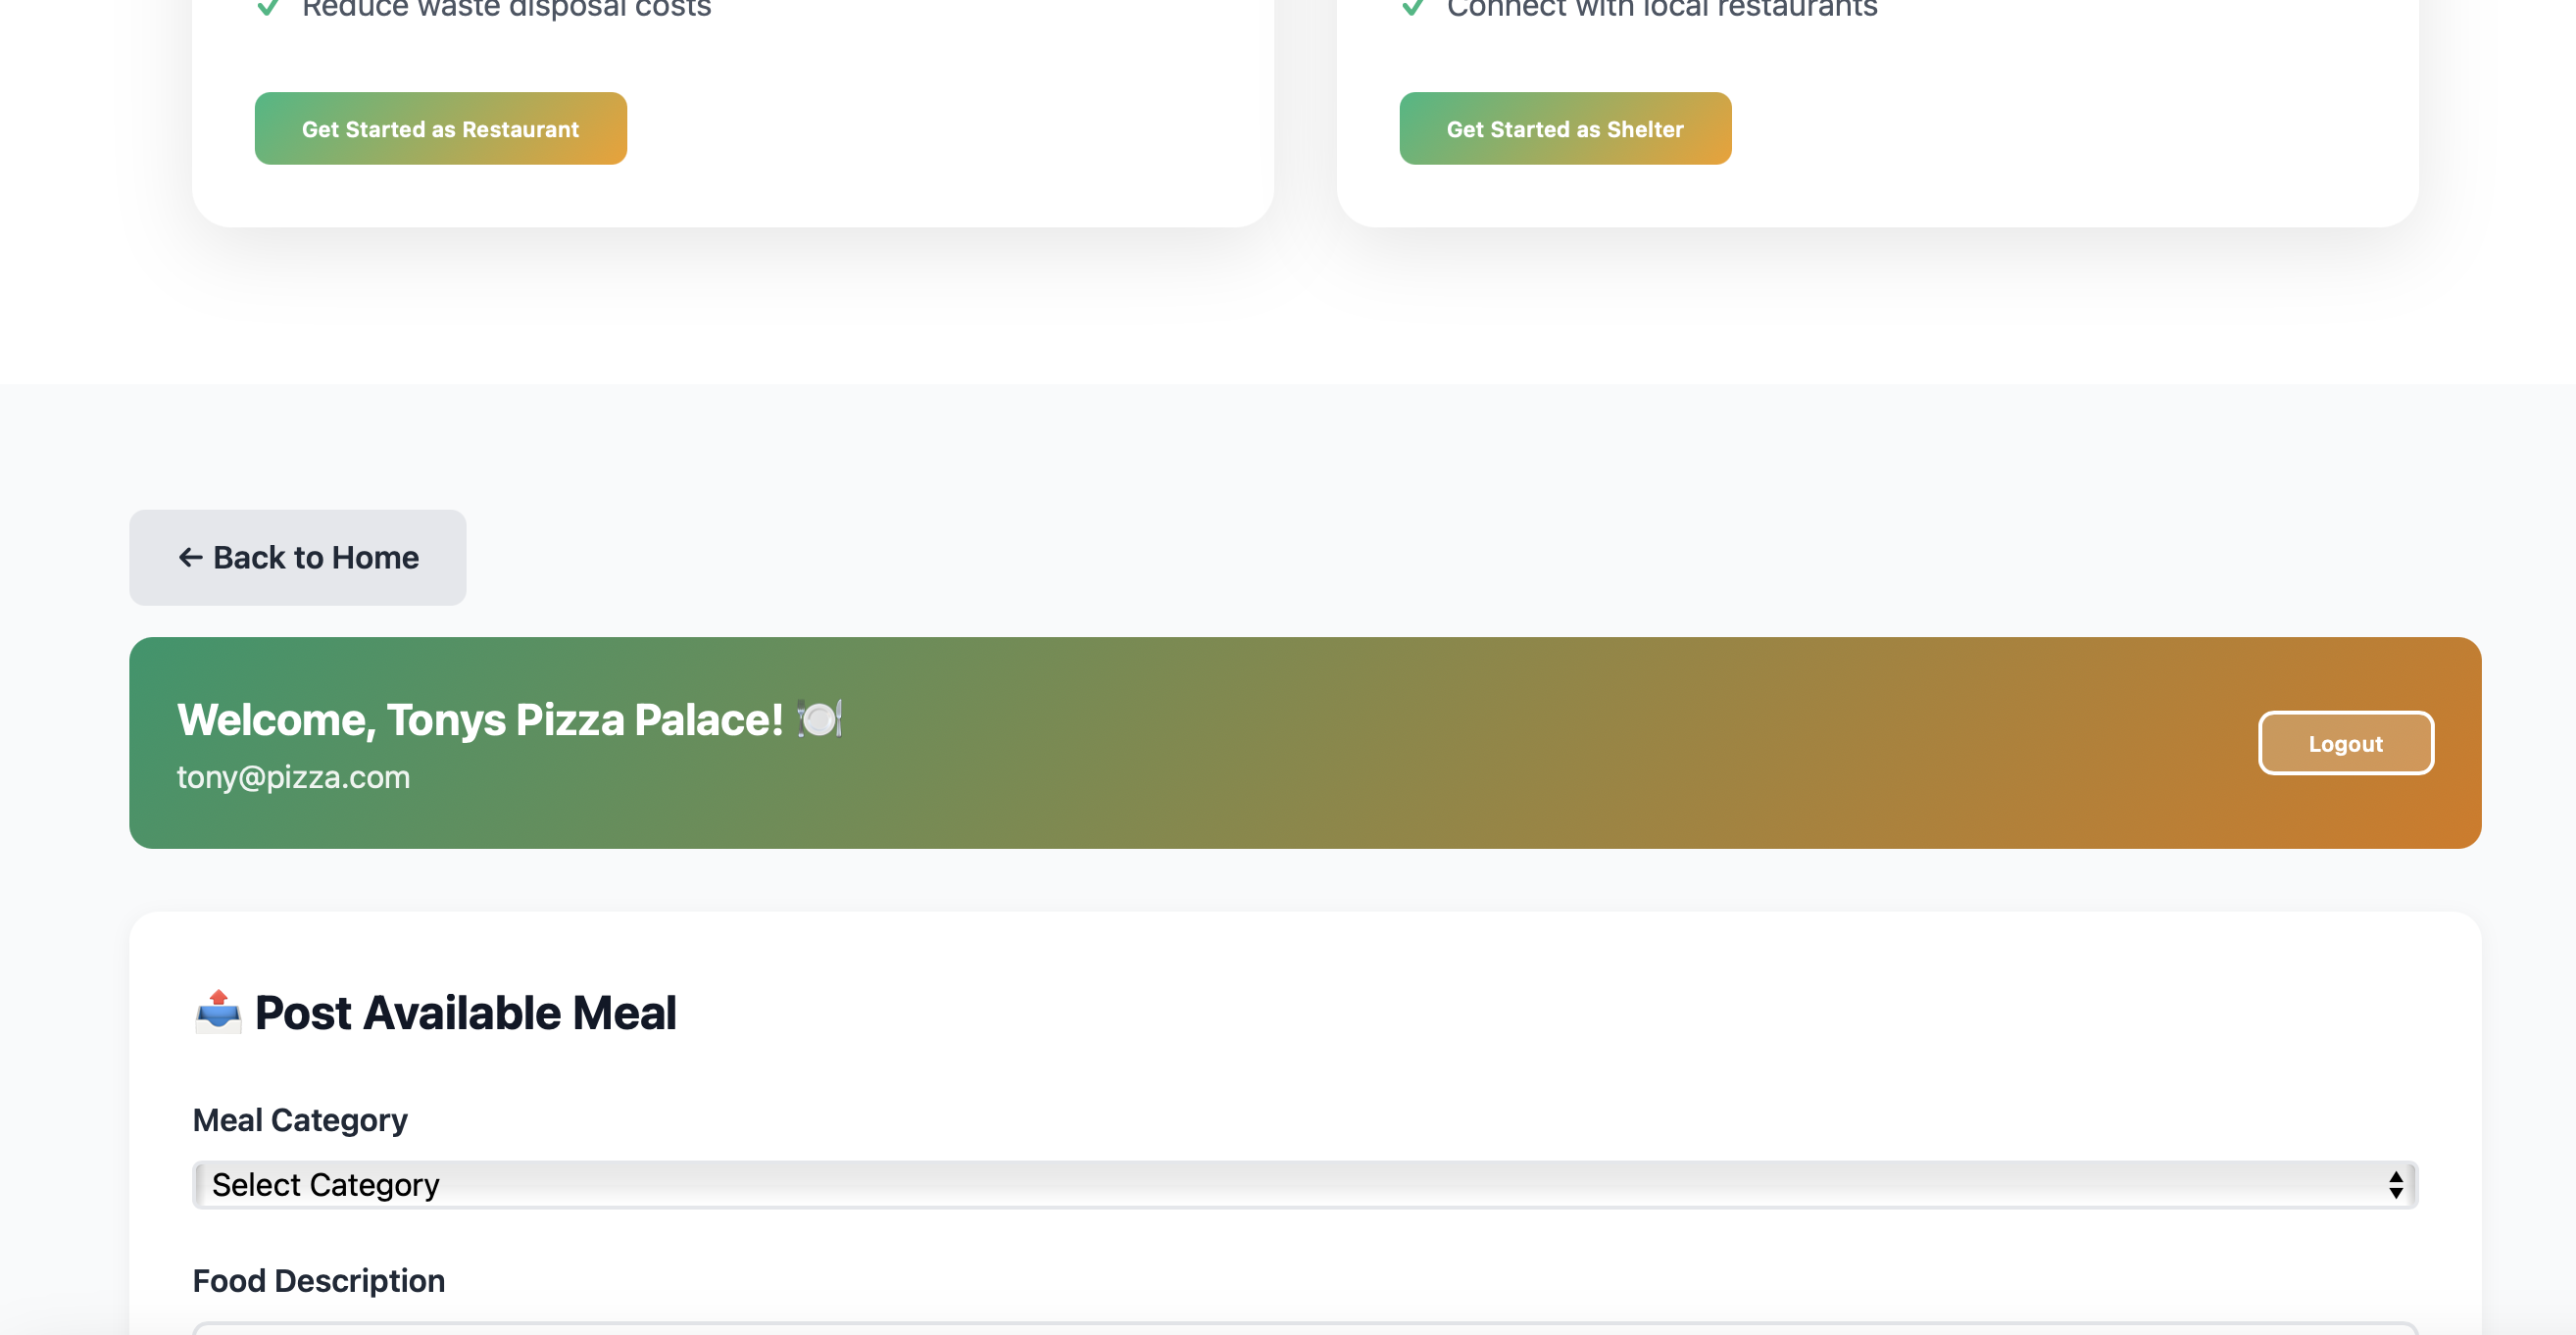 Reduce waste disposal costs
Connect with local restaurants
Get Started as Restaurant
Get Started as Shelter
← Back to Home
Welcome, Tonys Pizza Palace! 🍽️
tony@pizza.com
Logout
📤 Post Available Meal
Meal Category
Select Category
Food Description